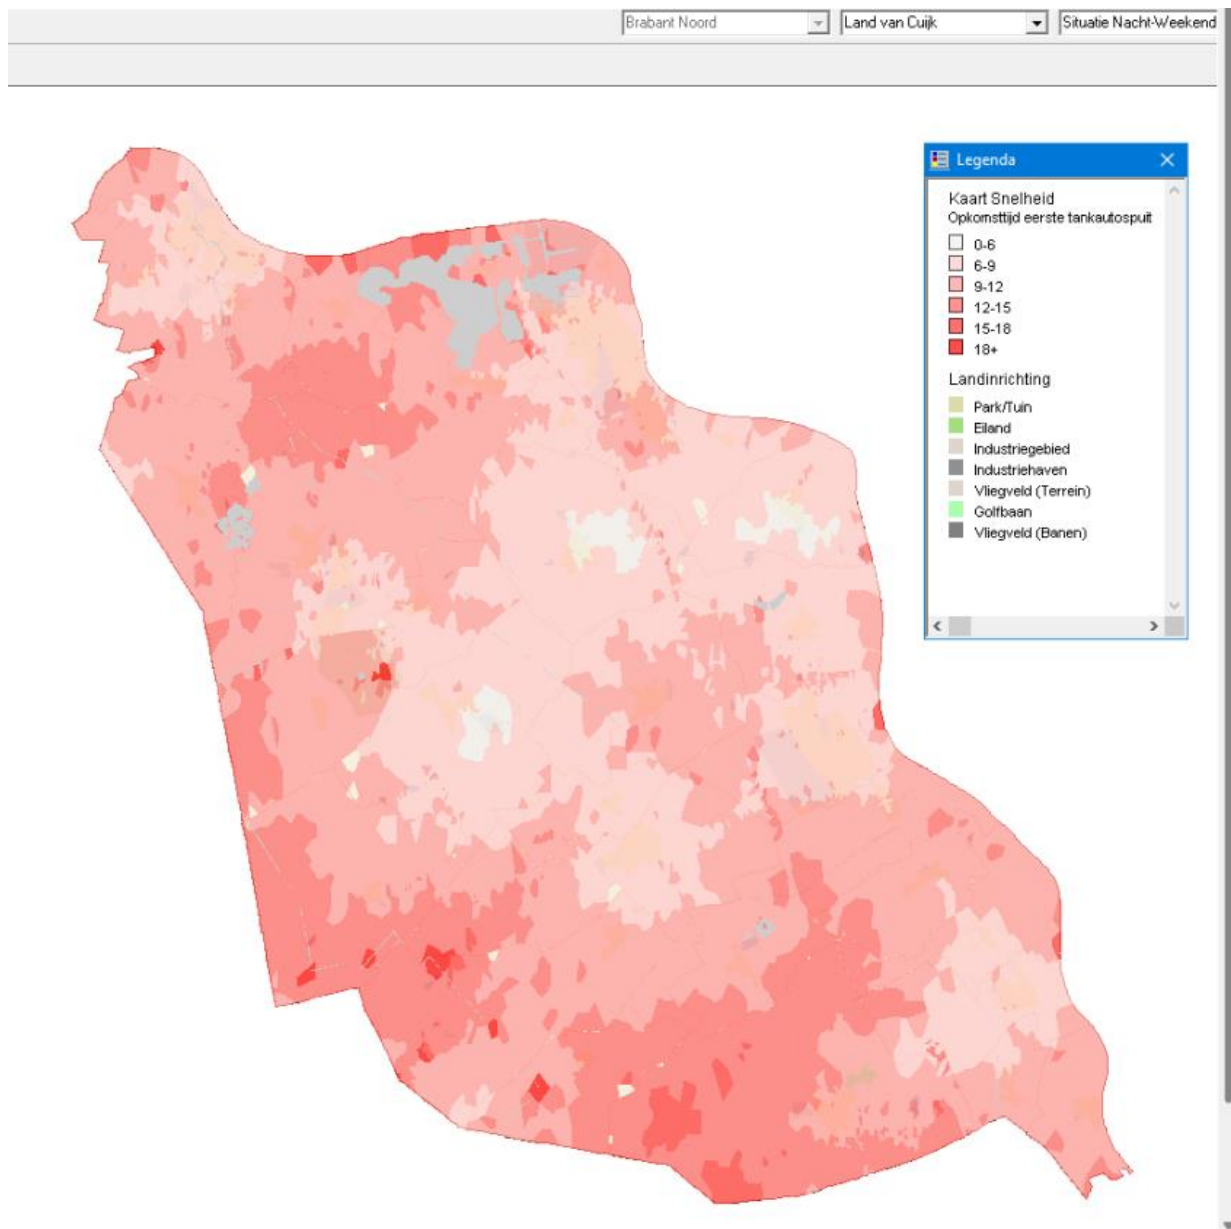 Brabant Noord
Land van Cuijk
Situatie Nacht-Weekend
Legenda
Kaart Snelheid
Opkomsttijd eerste tankautospuit
0-6
6-9
9-12
12-15
15-18
18+
Landinrichting
Park/Tuin
Eiland
Industriegebied
Industriehaven
Vliegveld (Terrein)
Golfbaan
Vliegveld (Banen)